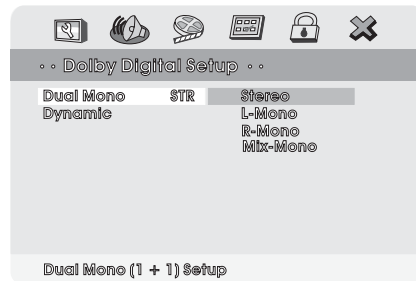 ·· Dolby Digital Setup ··
Dual Mono STR Stereo
Dynamic L-Mono
R-Mono
Mix-Mono
Dual Mono (1 + 1) Setup